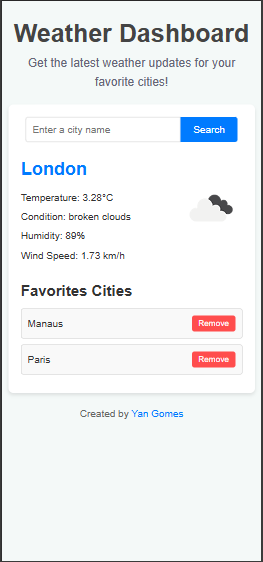 Weather Dashboard
Get the latest weather updates for your
favorite cities!
Enter a city name
Search
London
Temperature: 3.28°C
Condition: broken clouds
Humidity: 89%
Wind Speed: 1.73 km/h
Favorites Cities
Manaus
Remove
Paris
Remove
Created by Yan Gomes